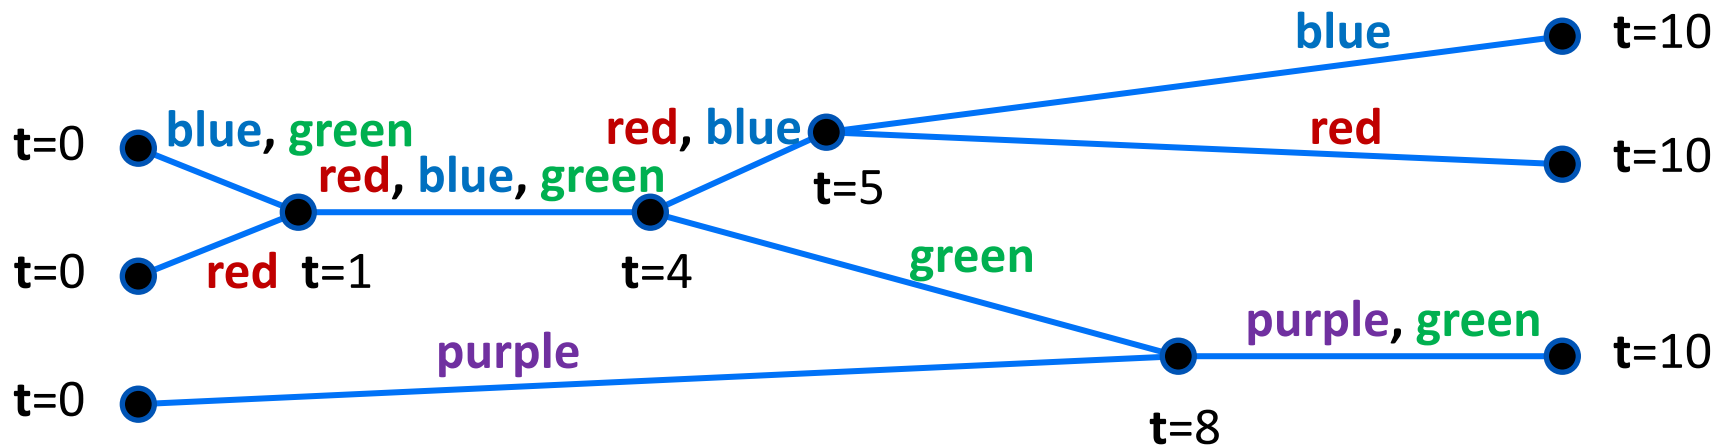 blue
t=10
t=0
blue, green
red, blue
red
t=10
red, blue, green
t=5
t=0
red
t=1
t=4
green
purple
purple, green
t=10
t=0
t=8